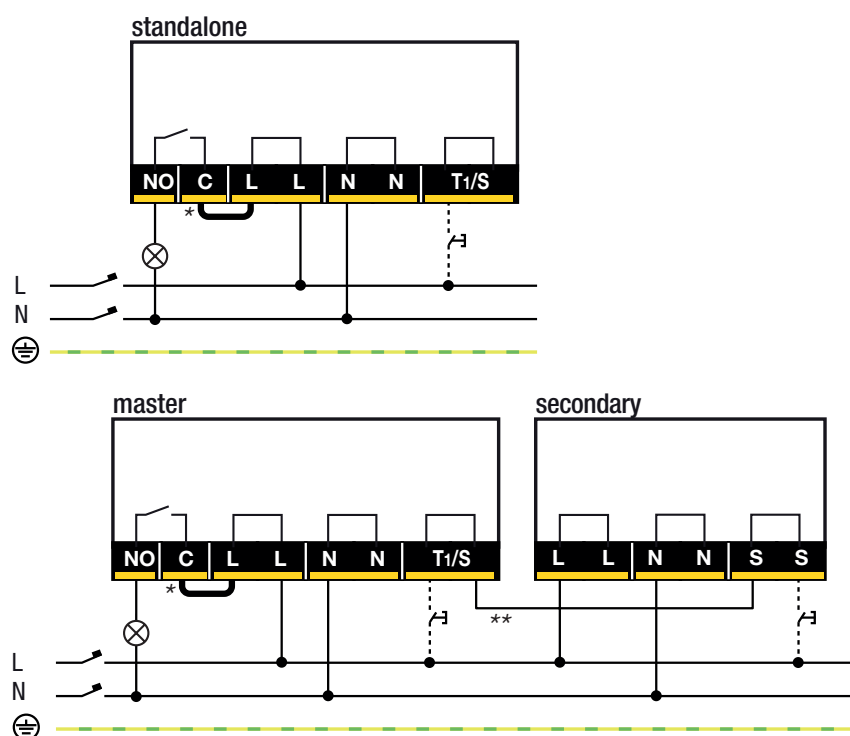 standalone
NO C L L N N T1/S
*
L
N
master secondary
NO C L L N N T1/S L L N N S S
* **
L
N